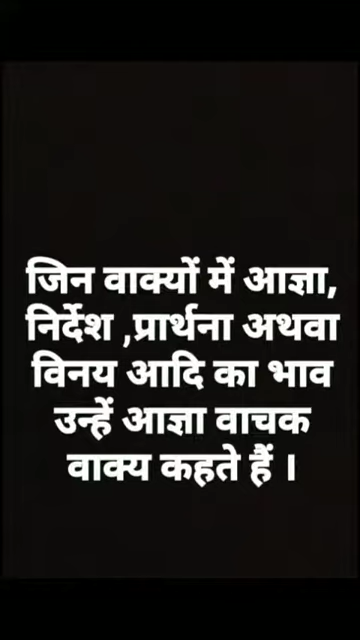 जिन वाक्यों में आज्ञा,
निर्देश ,प्रार्थना अथवा
विनय आदि का भाव
उन्हें आज्ञा वाचक
वाक्य कहते हैं ।